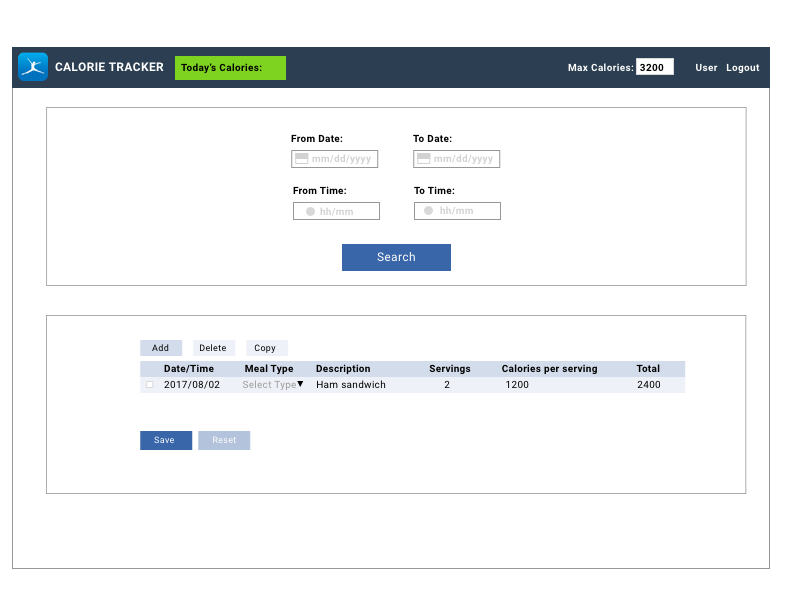 CALORIE TRACKER Today's Calories: Max Calories: 3200 User Logout
From Date: To Date:
mm/dd/yyyy mm/dd/yyyy
From Time: To Time:
hh/mm hh/mm
Search
Add Delete Copy
Date/Time Meal Type Description Servings Calories per serving Total
2017/08/02 Select Type Ham sandwich 2 1200 2400
Save Reset